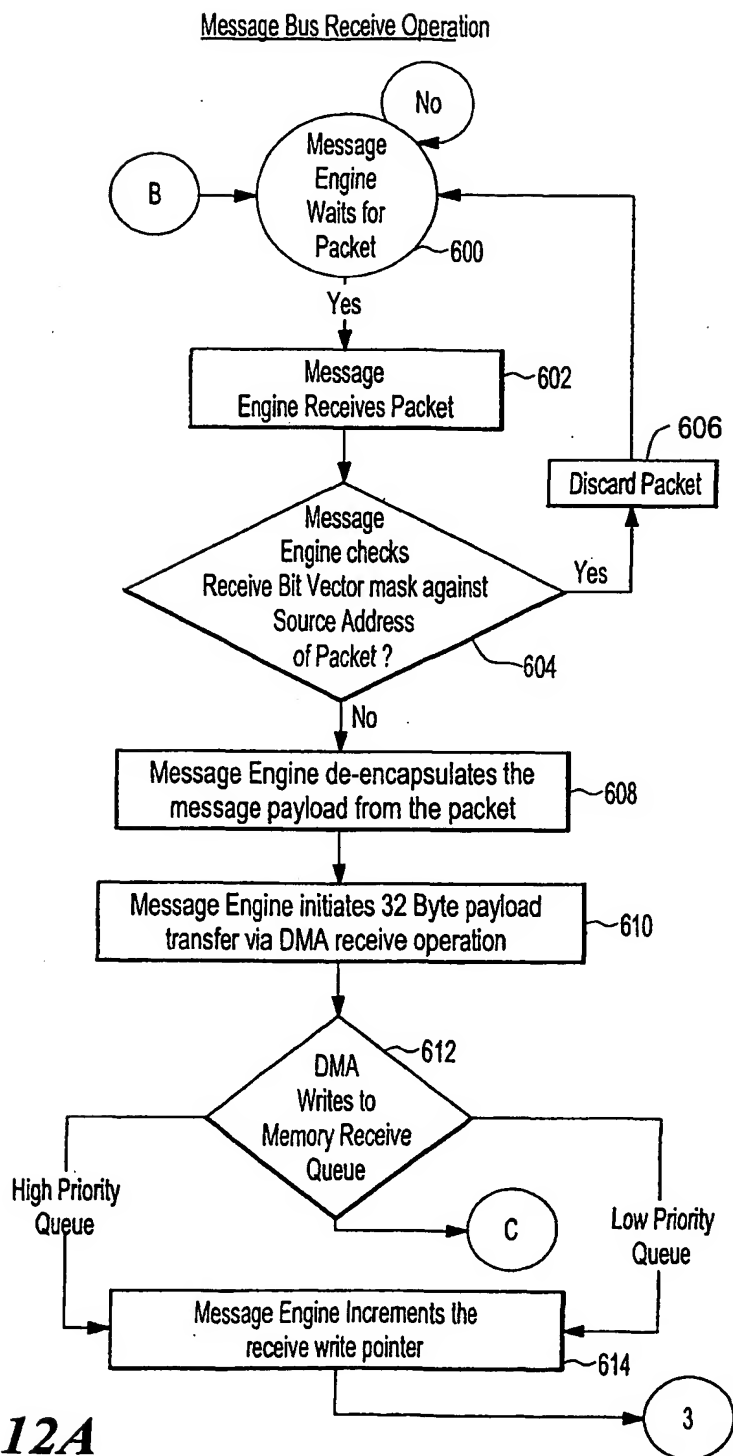 Message Bus Receive Operation
No
Message
Engine
Waits for
Packet
B
600
Yes
Message
Engine Receives Packet
602
606
Discard Packet
Message
Engine checks
Receive Bit Vector mask against
Source Address
of Packet ?
Yes
604
No
Message Engine de-encapsulates the
message payload from the packet
608
Message Engine initiates 32 Byte payload
transfer via DMA receive operation
610
612
DMA
Writes to
Memory Receive
Queue
High Priority
Queue
C
Low Priority
Queue
Message Engine Increments the
receive write pointer
614
3
12A